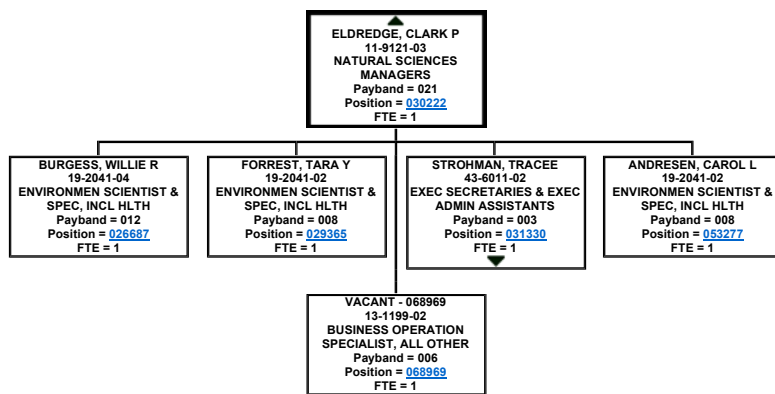 ELDREDGE, CLARK P
11-9121-03
NATURAL SCIENCES
MANAGERS
Payband = 021
Position = 030222
FTE = 1
BURGESS, WILLIE R
19-2041-04
ENVIRONMEN SCIENTIST &
SPEC, INCL HLTH
Payband = 012
Position = 026687
FTE = 1
FORREST, TARA Y
19-2041-02
ENVIRONMEN SCIENTIST &
SPEC, INCL HLTH
Payband = 008
Position = 029365
FTE = 1
STROHMAN, TRACEE
43-6011-02
EXEC SECRETARIES & EXEC
ADMIN ASSISTANTS
Payband = 003
Position = 031330
FTE = 1
ANDRESEN, CAROL L
19-2041-02
ENVIRONMEN SCIENTIST &
SPEC, INCL HLTH
Payband = 008
Position = 053277
FTE = 1
VACANT - 068969
13-1199-02
BUSINESS OPERATION
SPECIALIST, ALL OTHER
Payband = 006
Position = 068969
FTE = 1